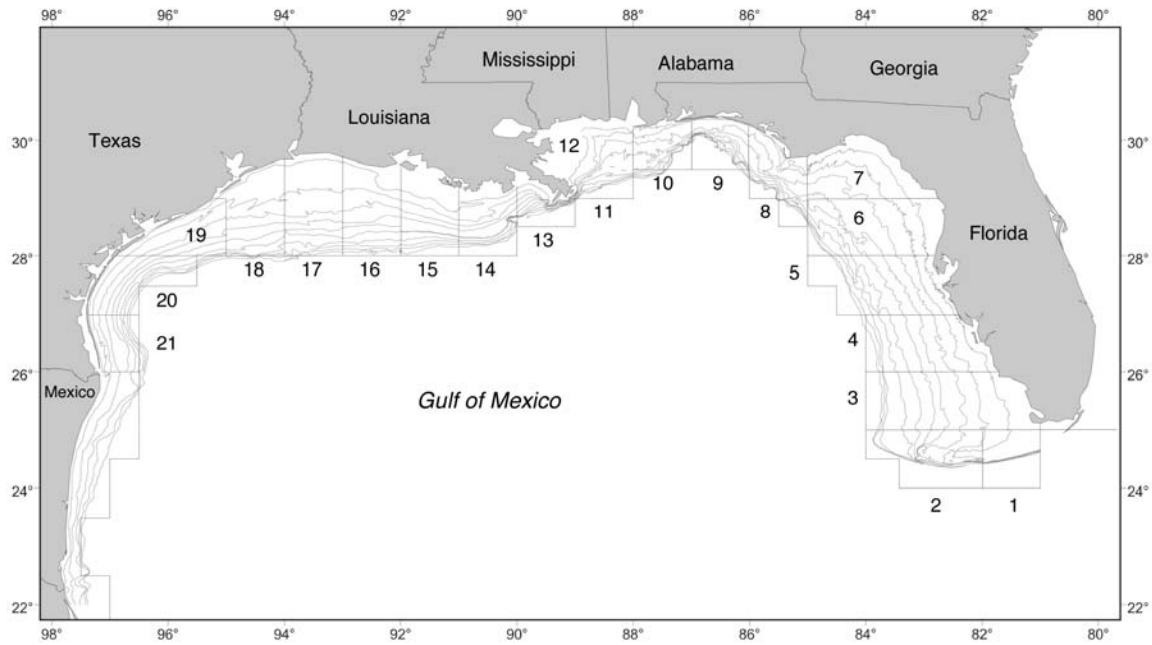 98° 96° 94° 92° 90° 88° 86° 84° 82° 80°
Mississippi Alabama
Georgia
Louisiana
Texas
30° 30°
12
7
10 9
11 8 6
19 13 Florida
28° 28°
18 17 16 15 14 5
20
21 4
26° 26°
Mexico Gulf of Mexico 3
24° 24°
2 1
22° 22°
98° 96° 94° 92° 90° 88° 86° 84° 82° 80°